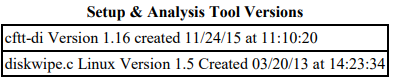 Setup & Analysis Tool Versions
cftt-di Version 1.16 created 11/24/15 at 11:10:20
diskwipe.c Linux Version 1.5 Created 03/20/13 at 14:23:34